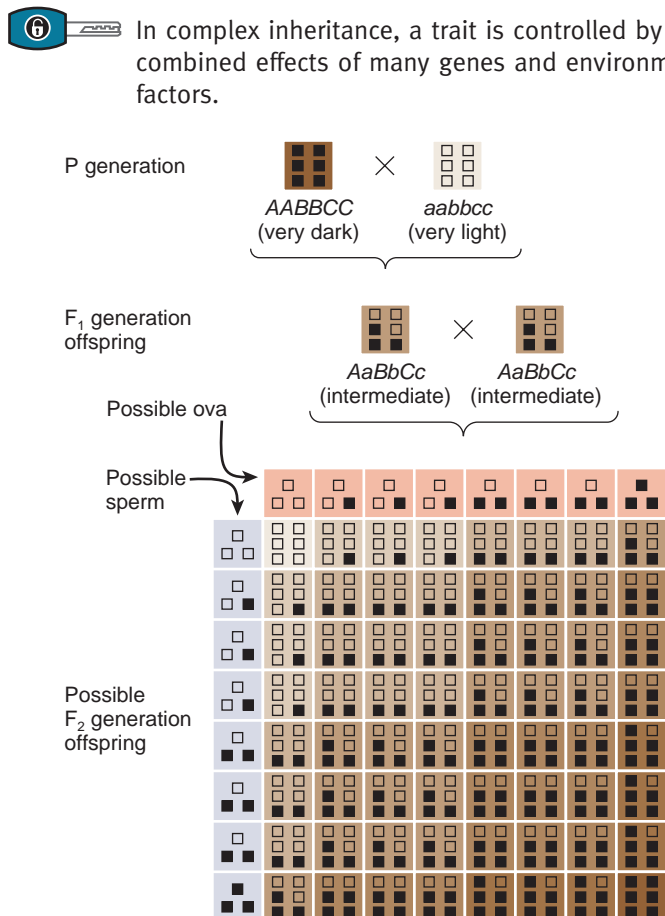 In complex inheritance, a trait is controlled by
combined effects of many genes and
factors.
P generation
×
AABBCC
(very dark)
aabbcc
(very light)
F₁ generation
offspring
×
AaBbCc
(intermediate)
AaBbCc
(intermediate)
Possible ova
Possible
sperm
Possible
F₂ generation
offspring